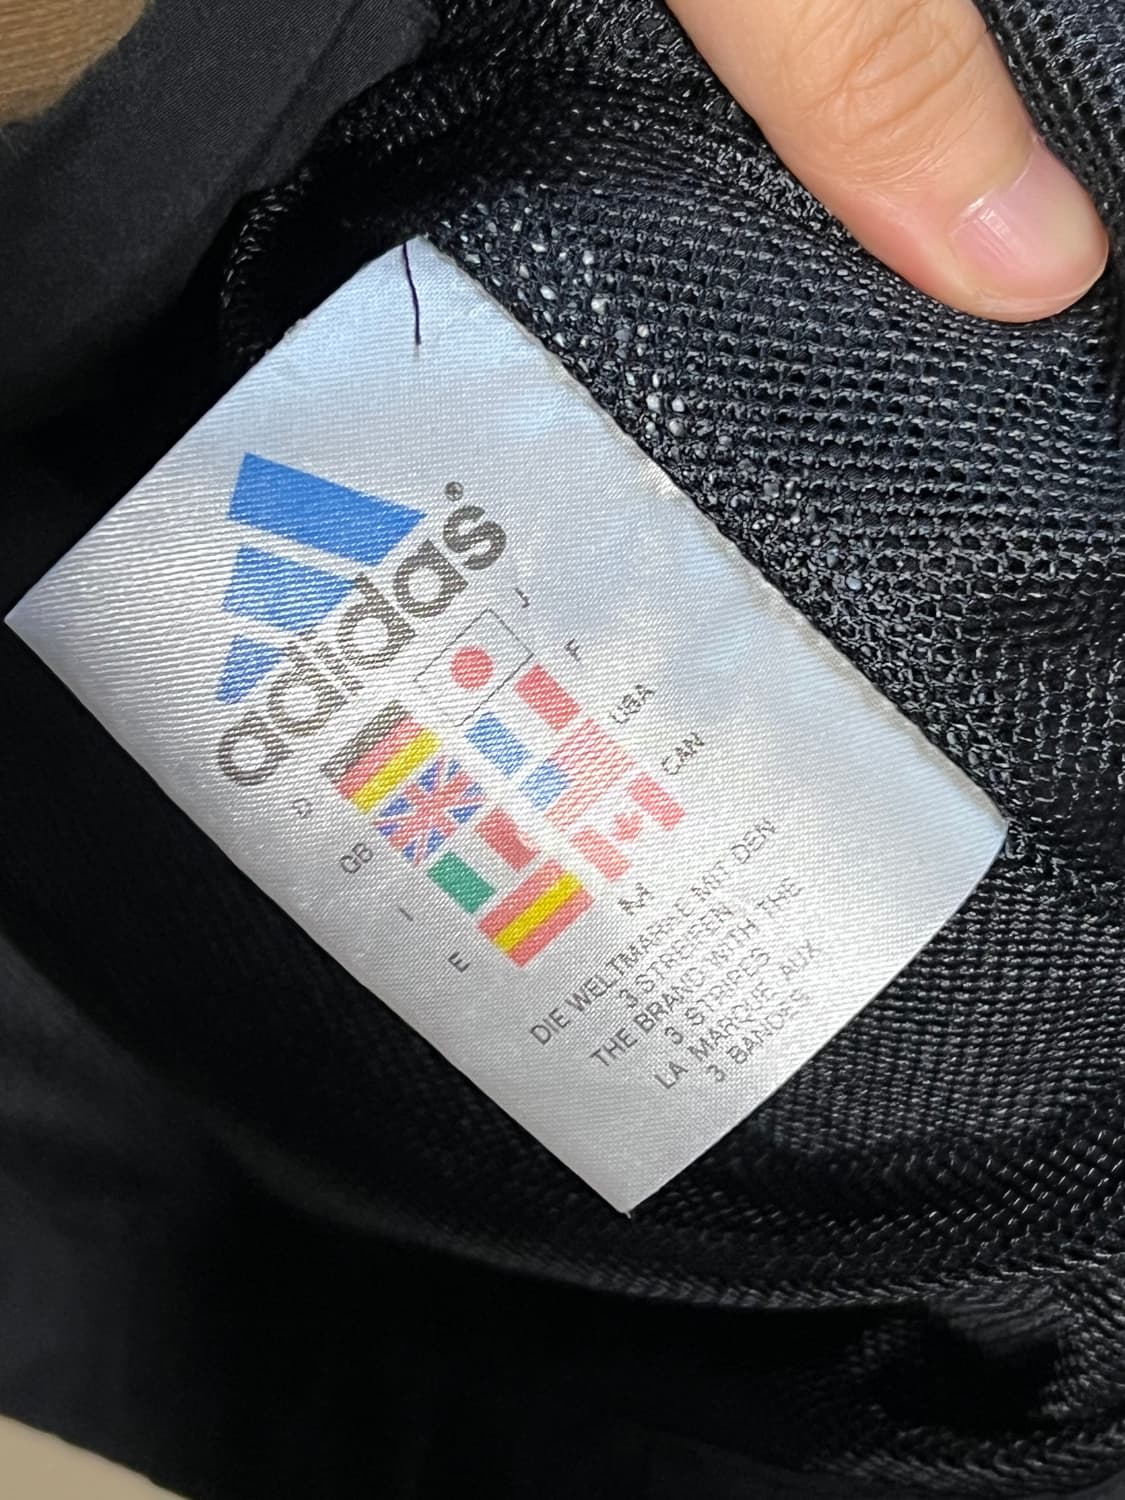 adidas®
J
D F
GB USA
I CAN
E M
DIE WELTMARKE MIT DEN
3 STREIFEN
THE BRAND WITH THE
3 STRIPES
LA MARQUE AUX
3 BANDES